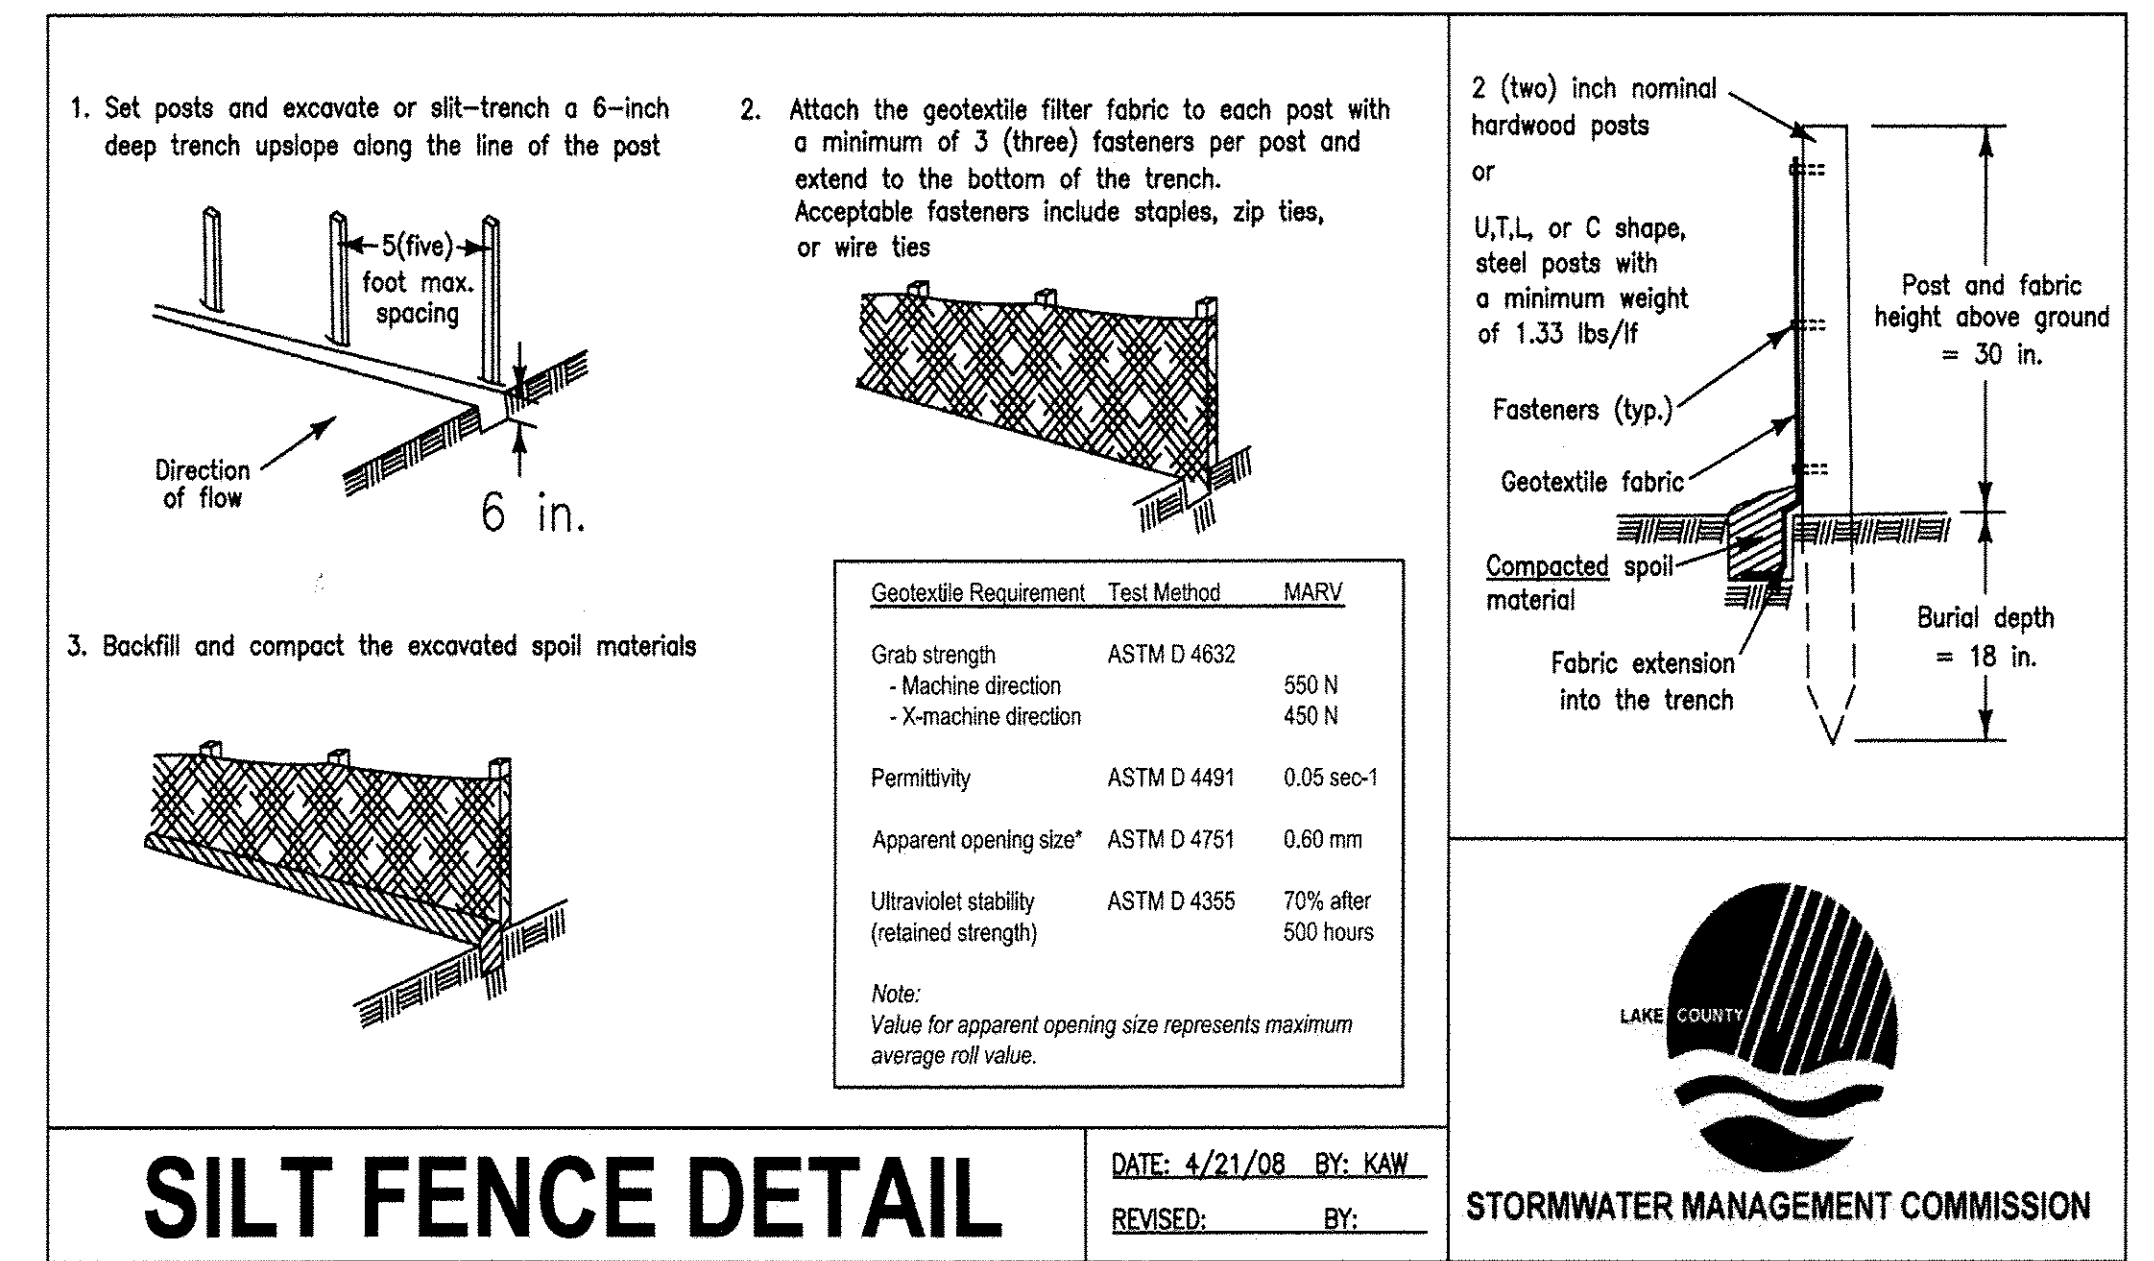 1. Set posts and excavate or slit-trench a 6-inch
deep trench upslope along the line of the post
5(five)
foot max.
spacing
Direction
of flow
6 in.
2. Attach the geotextile filter fabric to each post with
a minimum of 3 (three) fasteners per post and
extend to the bottom of the trench.
Acceptable fasteners include staples, zip ties,
or wire ties
3. Backfill and compact the excavated spoil materials
Geotextile Requirement Test Method MARV
Grab strength ASTM D 4632
- Machine direction 550 N
- X-machine direction 450 N
Permittivity ASTM D 4491 0.05 sec-1
Apparent opening size* ASTM D 4751 0.60 mm
Ultraviolet stability ASTM D 4355 70% after
(retained strength) 500 hours
Note:
Value for apparent opening size represents maximum
average roll value.
2 (two) inch nominal
hardwood posts
or
U,T,L, or C shape,
steel posts with
a minimum weight
of 1.33 lbs/lf
Fasteners (typ.)
Geotextile fabric
Compacted spoil
material
Fabric extension
into the trench
Post and fabric
height above ground
= 30 in.
Burial depth
= 18 in.
SILT FENCE DETAIL
DATE: 4/21/08 BY: KAW
REVISED: BY:
LAKE COUNTY
STORMWATER MANAGEMENT COMMISSION